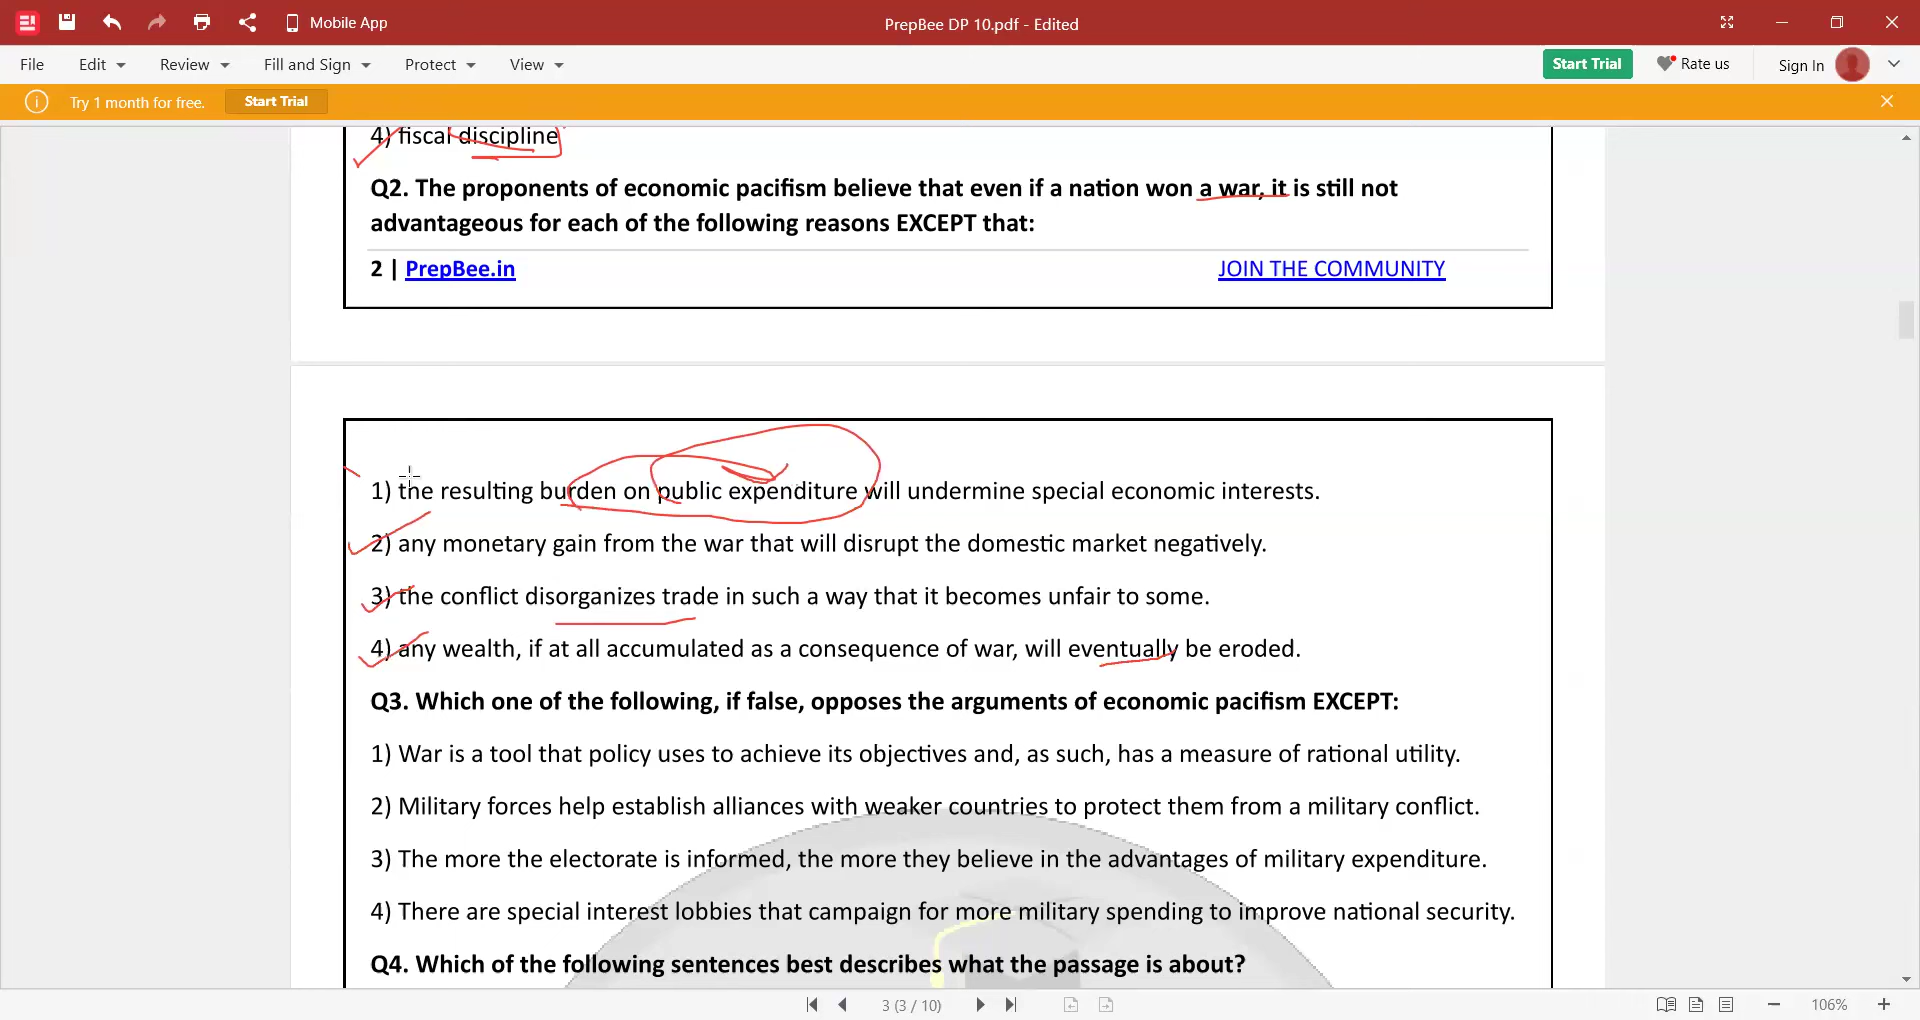 Mobile App
PrepBee DP 10.pdf - Edited
File Edit Review Fill and Sign Protect View Start Trial Rate us Sign In
Try 1 month for free. Start Trial
4) fiscal discipline
Q2. The proponents of economic pacifism believe that even if a nation won a war, it is still not
advantageous for each of the following reasons EXCEPT that:
2 | PrepBee.in JOIN THE COMMUNITY
1) the resulting burden on public expenditure will undermine special economic interests.
2) any monetary gain from the war that will disrupt the domestic market negatively.
3) the conflict disorganizes trade in such a way that it becomes unfair to some.
4) any wealth, if at all accumulated as a consequence of war, will eventually be eroded.
Q3. Which one of the following, if false, opposes the arguments of economic pacifism EXCEPT:
1) War is a tool that policy uses to achieve its objectives and, as such, has a measure of rational utility.
2) Military forces help establish alliances with weaker countries to protect them from a military conflict.
3) The more the electorate is informed, the more they believe in the advantages of military expenditure.
4) There are special interest lobbies that campaign for more military spending to improve national security.
Q4. Which of the following sentences best describes what the passage is about?
3 (3 / 10) 106%